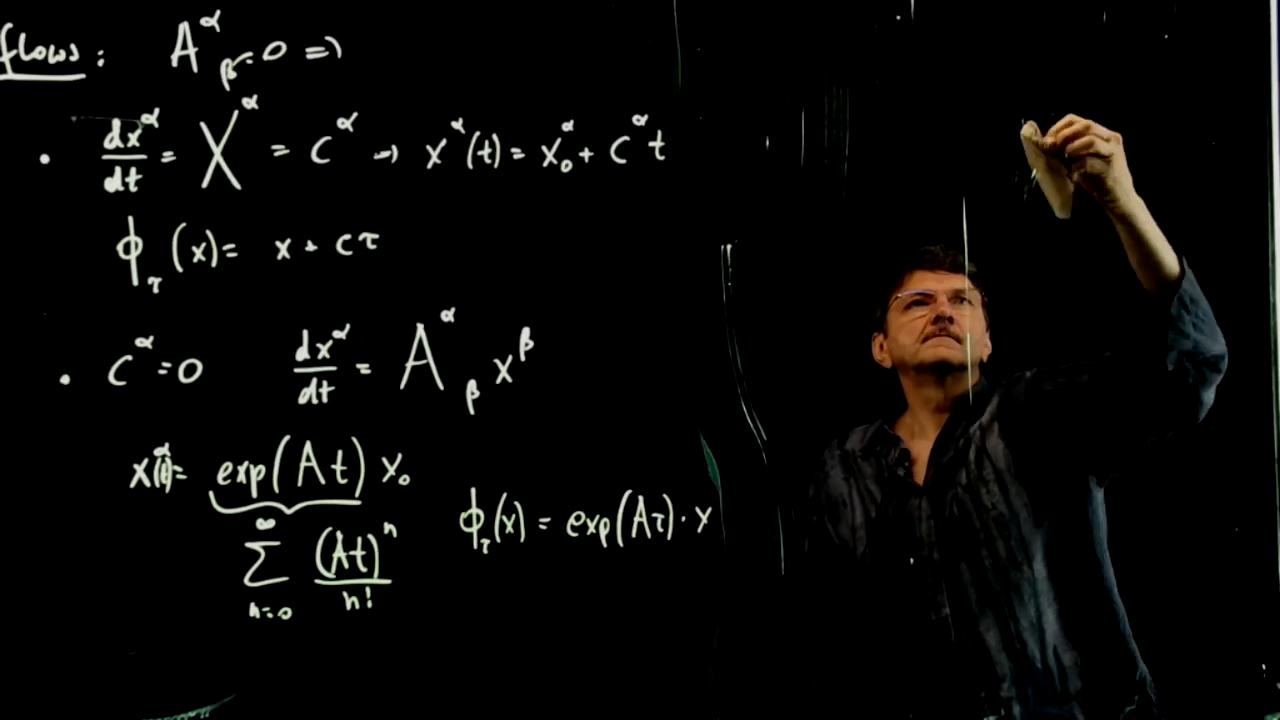 flows: A^α_β = 0 ⇒
• dx^α/dt = X^α = c^α → x^α(t) = x_0^α + c^α t
ϕ_τ(x) = x + cτ
• c^α = 0 dx^α/dt = A^α_β x^β
x^α(t) = exp(At) x_0
ϕ_τ(x) = exp(Aτ) · x
∑_{n=0}^∞ (At)^n/n!